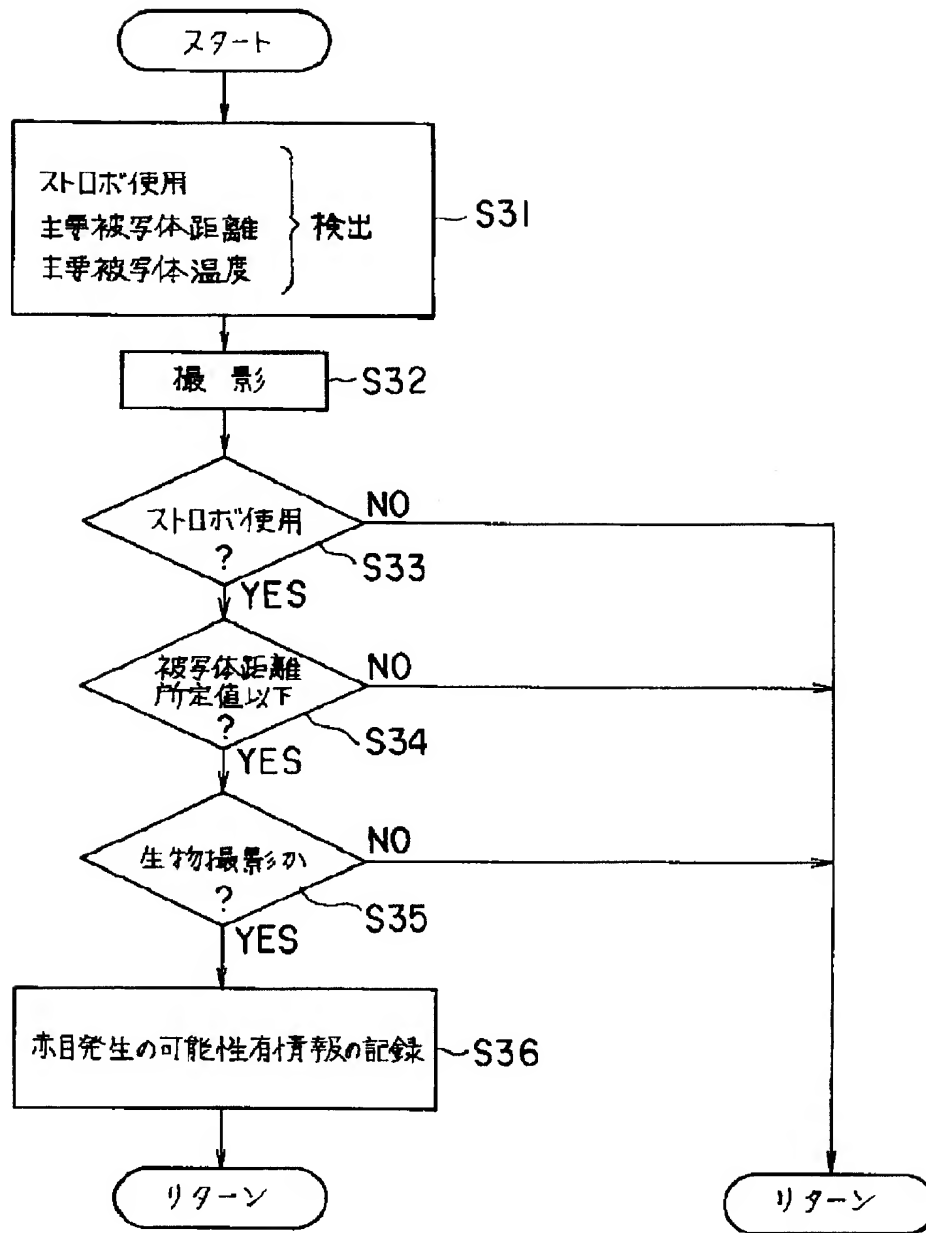 スタート
ストロボ使用
主要被写体距離
主要被写体温度
検出
S31
撮影
S32
ストロボ使用
?
NO
S33
YES
被写体距離
所定値以下
?
NO
S34
YES
生物撮影か
?
NO
S35
YES
赤目発生の可能性有情報の記録
S36
リターン
リターン